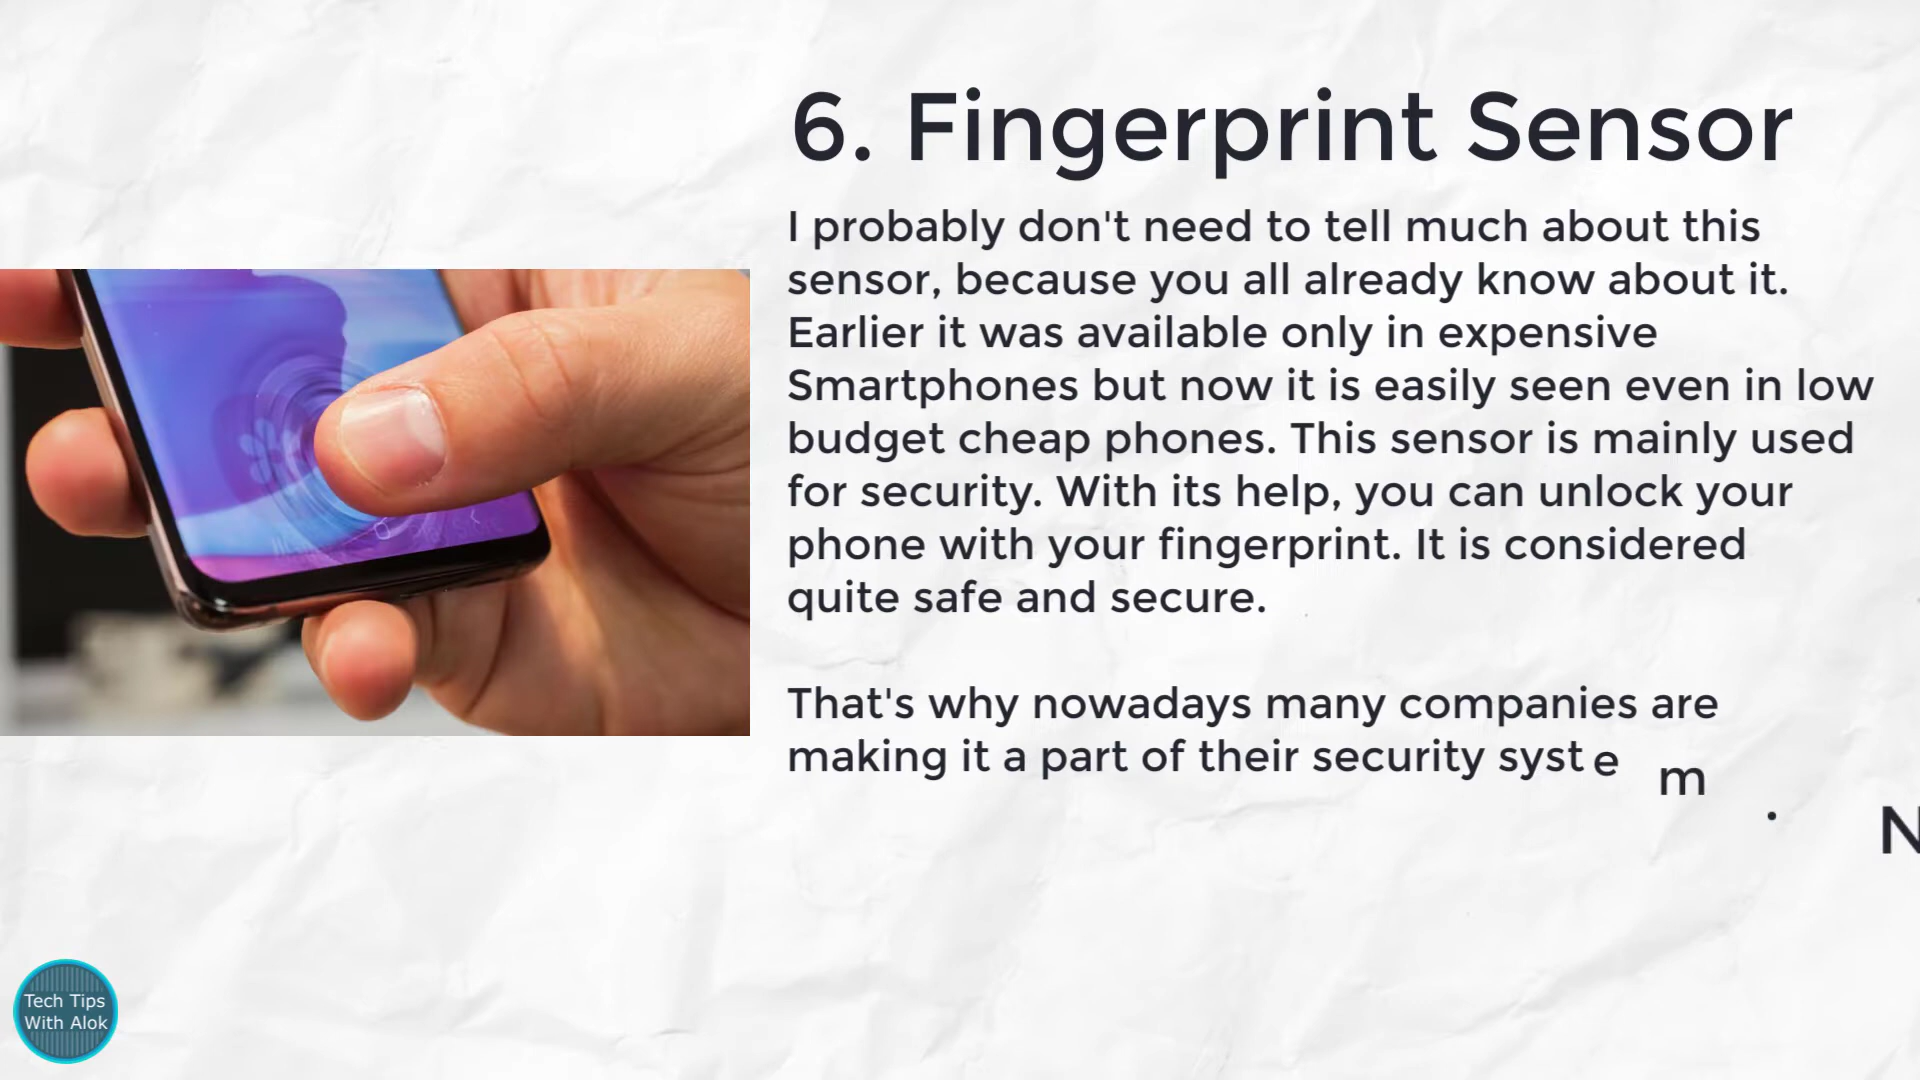 6. Fingerprint Sensor
I probably don't need to tell much about this
sensor, because you all already know about it.
Earlier it was available only in expensive
Smartphones but now it is easily seen even in low
budget cheap phones. This sensor is mainly used
for security. With its help, you can unlock your
phone with your fingerprint. It is considered
quite safe and secure.
That's why nowadays many companies are
making it a part of their security system. N
Tech Tips
With Alok